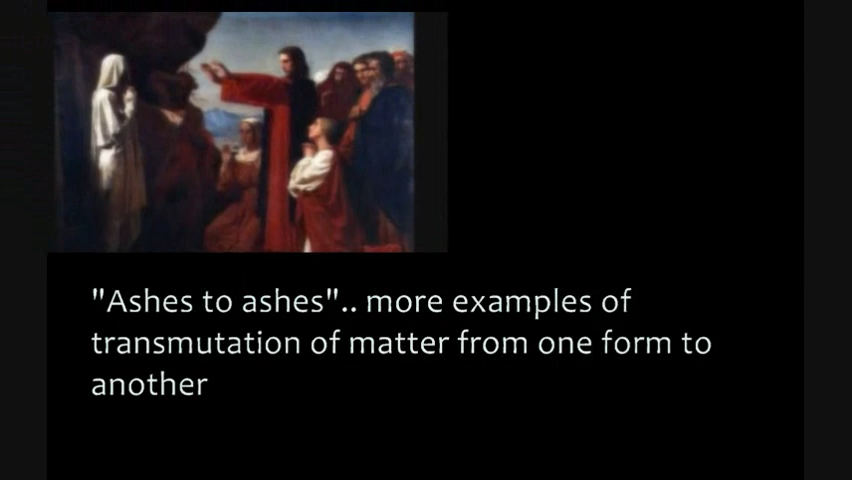 "Ashes to ashes".. more examples of
transmutation of matter from one form to
another